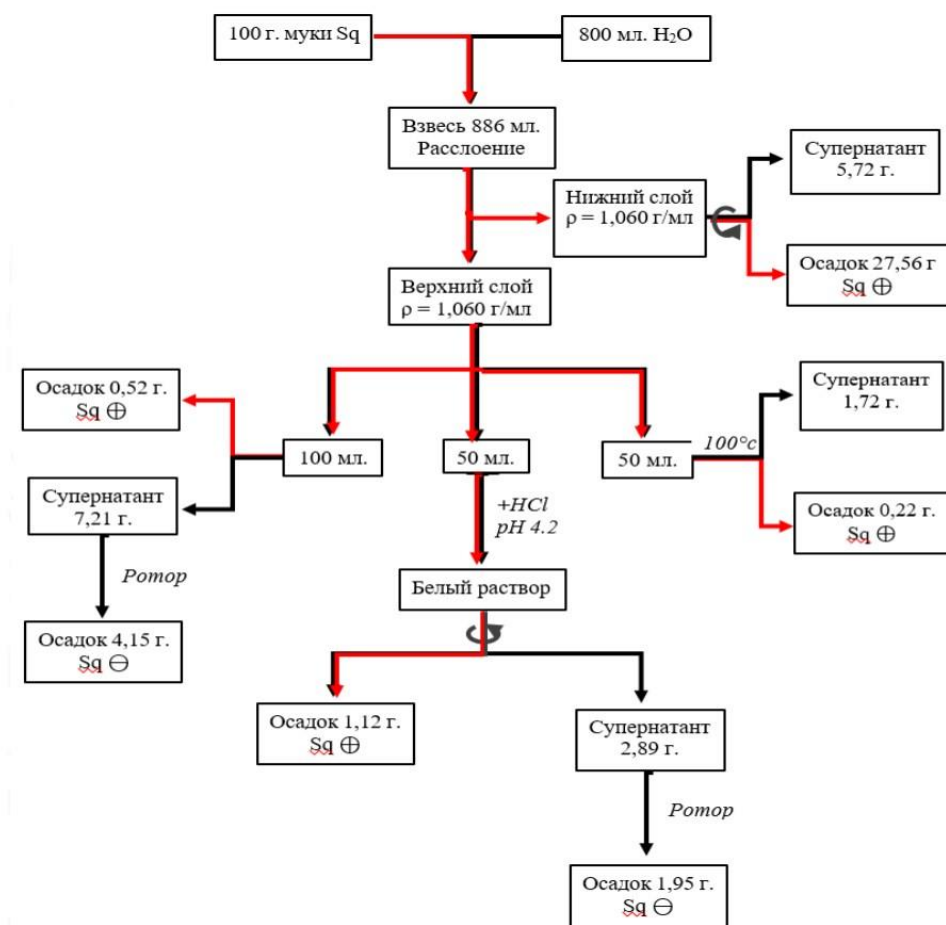 100 г. муки Sq
800 мл. H₂O
Взвесь 886 мл.
Расслоение
Супернатант
5,72 г.
Нижний слой
ρ = 1,060 г/мл
Осадок 27,56 г
Sq ⊕
Верхний слой
ρ = 1,060 г/мл
Осадок 0,52 г.
Sq ⊕
Супернатант
1,72 г.
100 мл.
50 мл.
50 мл.
100°c
Супернатант
7,21 г.
+HCl
pH 4.2
Осадок 0,22 г.
Sq ⊕
Ротор
Белый раствор
Осадок 4,15 г.
Sq ⊖
Осадок 1,12 г.
Sq ⊕
Супернатант
2,89 г.
Ротор
Осадок 1,95 г.
Sq ⊖